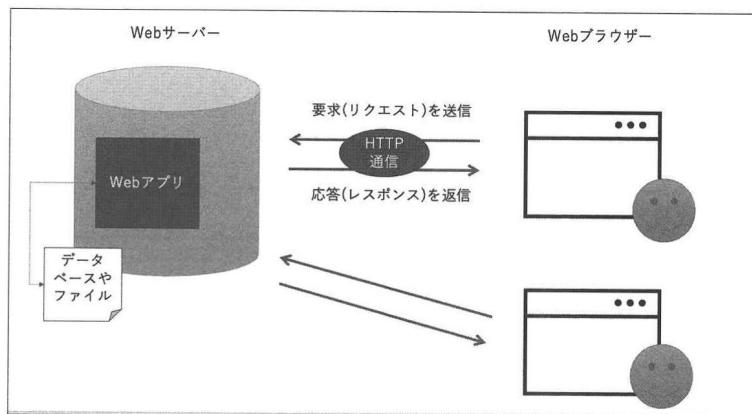 Webサーバー
Webブラウザー
要求(リクエスト)を送信
HTTP
通信
応答(レスポンス)を返信
Webアプリ
データ
ベースや
ファイル